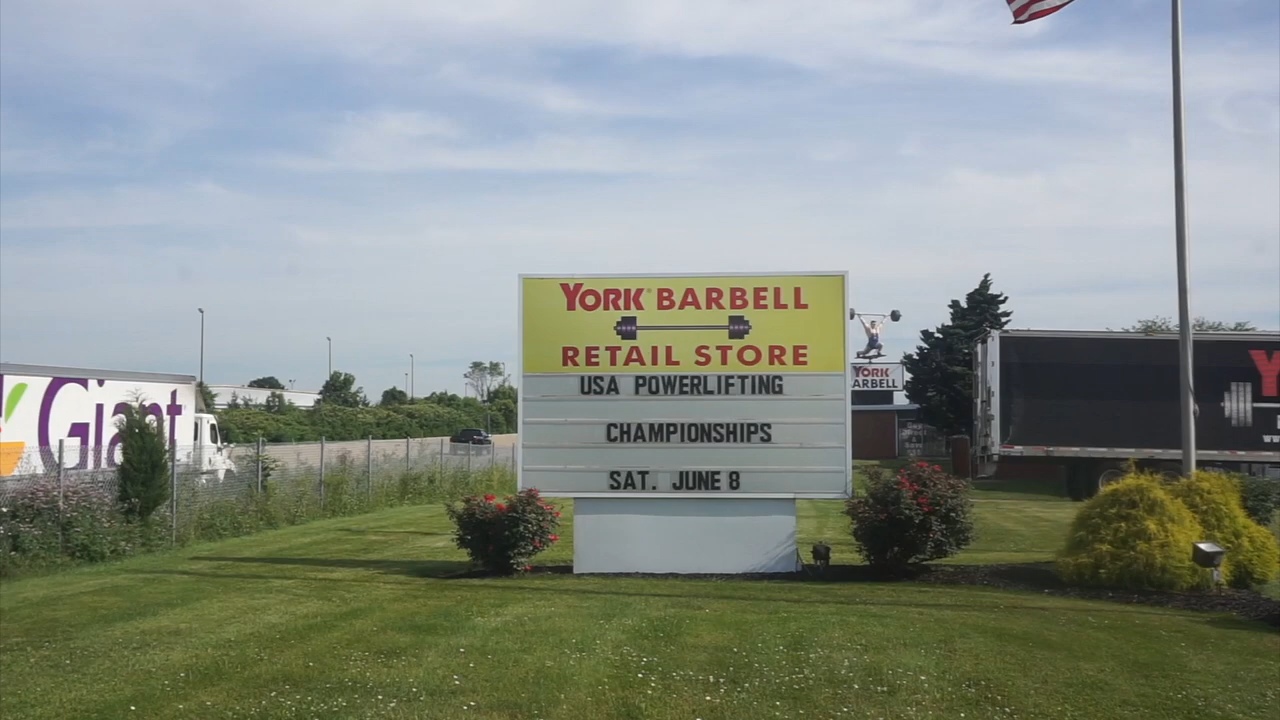 YORK® BARBELL
RETAIL STORE
USA POWERLIFTING
CHAMPIONSHIPS
SAT. JUNE 8
Giant
YORK
BARBELL